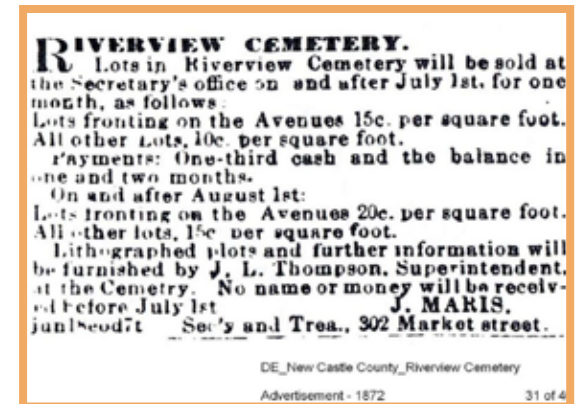 RIVERVIEW CEMETERY.
Lots in Riverview Cemetery will be sold at
the Secretary's office on and after July 1st, for one
month, as follows:
Lots fronting on the Avenues 15c. per square foot.
All other Lots, 10c. per square foot.
Payments: One-third cash and the balance in
one and two months.
On and after August 1st:
Lots fronting on the Avenues 20c. per square foot.
All other lots, 15c per square foot.
Lithographed plots and further information will
be furnished by J. L. Thompson, Superintendent,
at the Cemetry. No name or money will be receiv-
ed before July 1st
J. MARIS,
Sec'y and Trea., 302 Market street.
DE_New Castle County_Riverview Cemetery
Advertisement - 1872
31 of 4